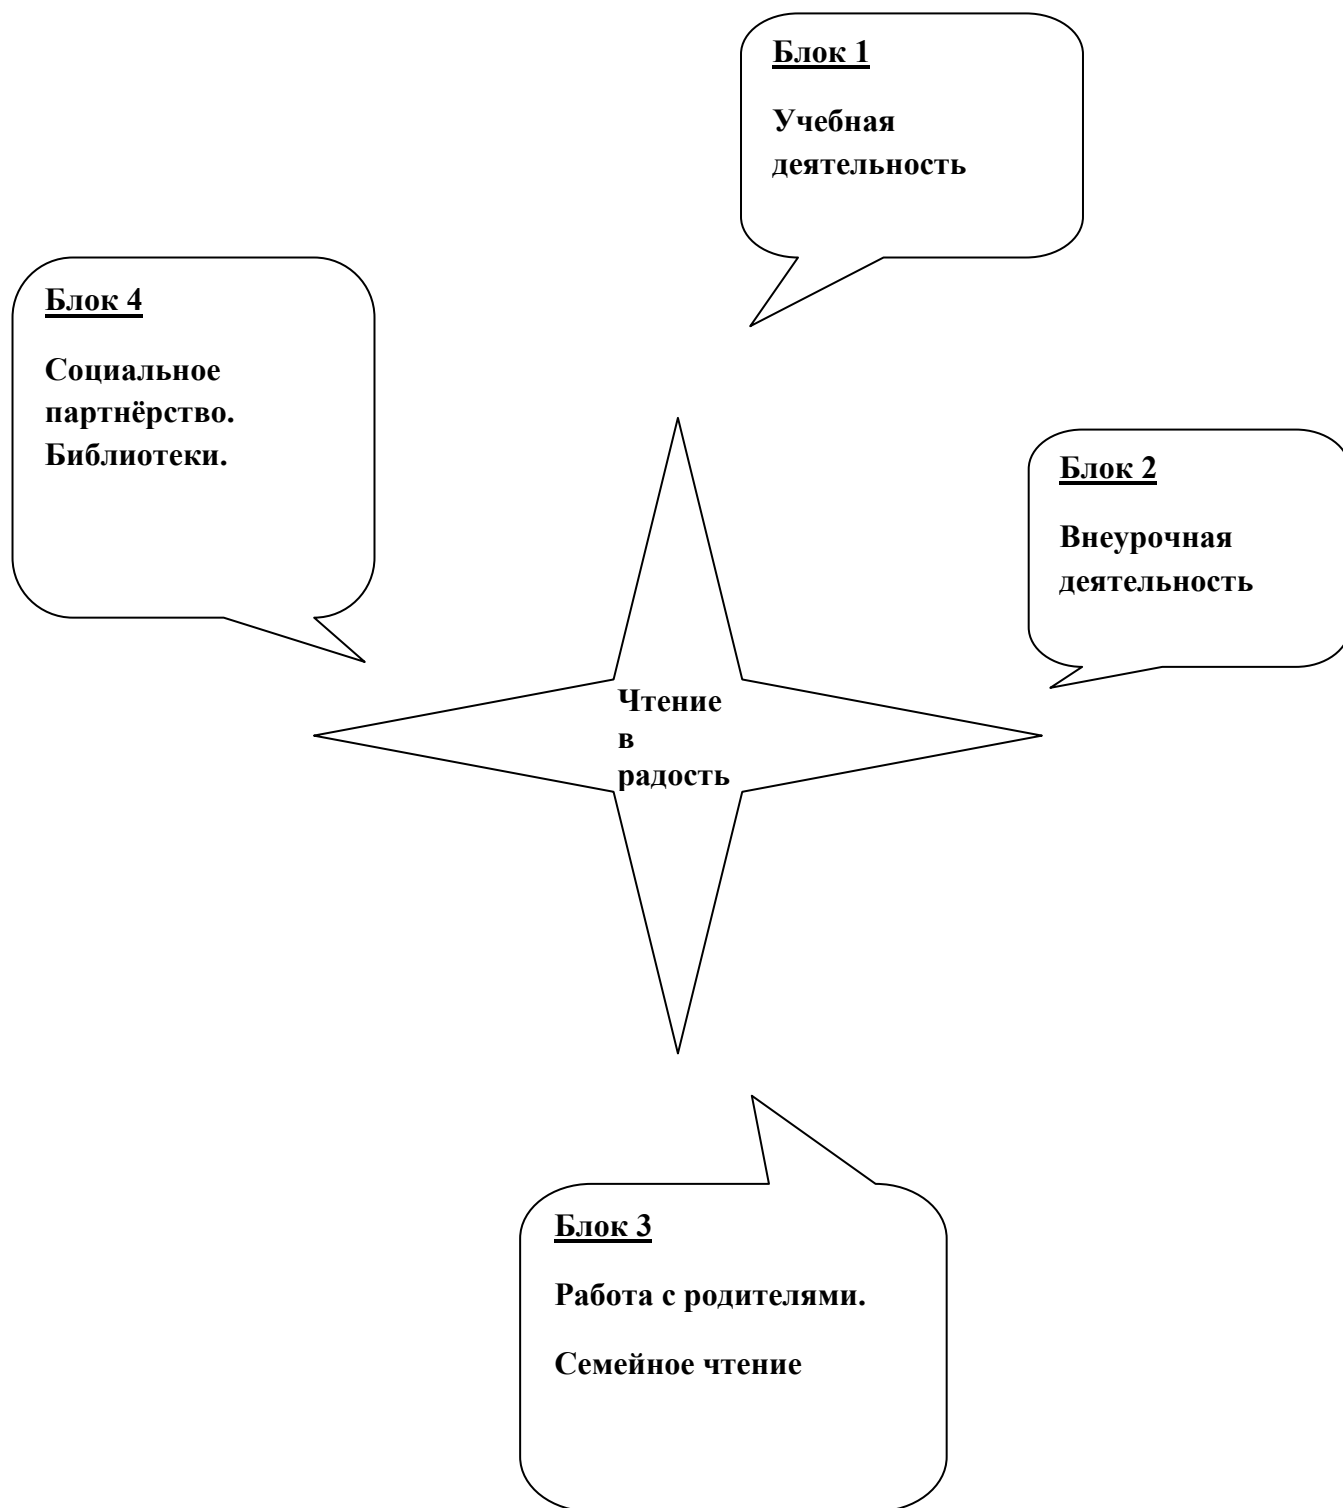 Блок 1
Учебная
деятельность
Блок 4
Социальное
партнёрство.
Библиотеки.
Блок 2
Внеурочная
деятельность
Чтение
в
радость
Блок 3
Работа с родителями.
Семейное чтение